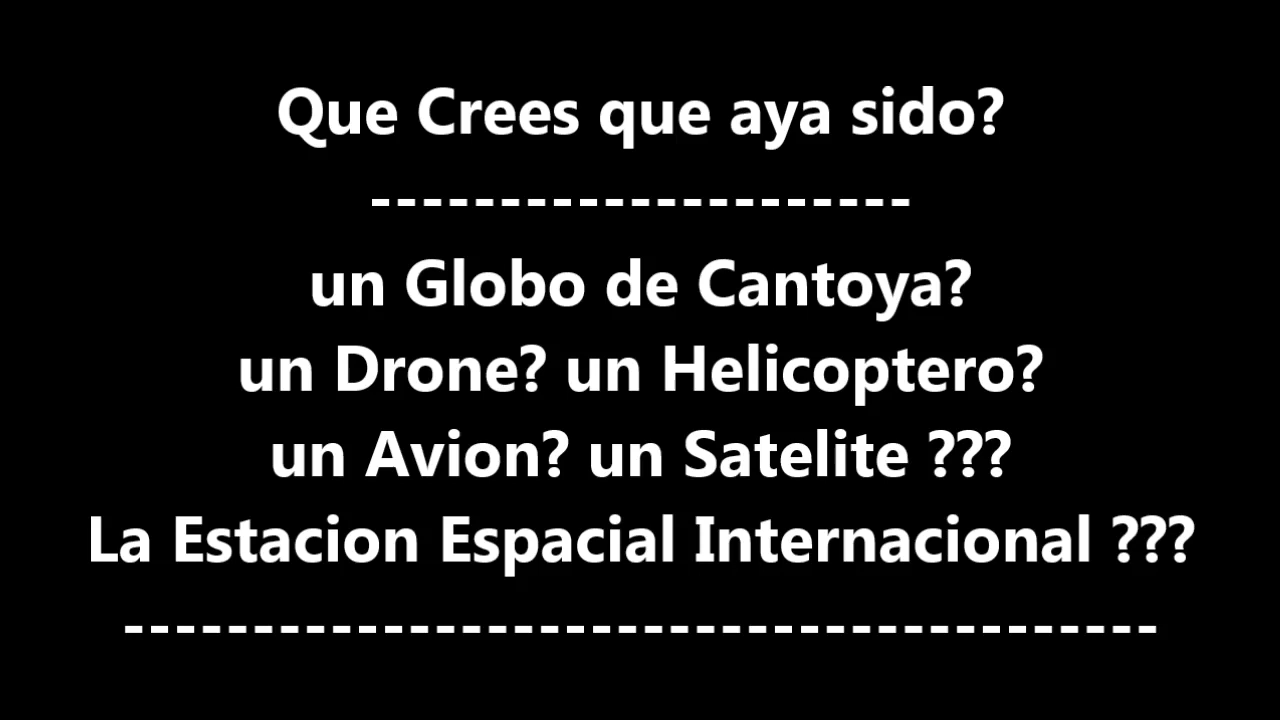 Que Crees que aya sido?
---------------------
un Globo de Cantoya?
un Drone? un Helicoptero?
un Avion? un Satelite ???
La Estacion Espacial Internacional ???
----------------------------------------